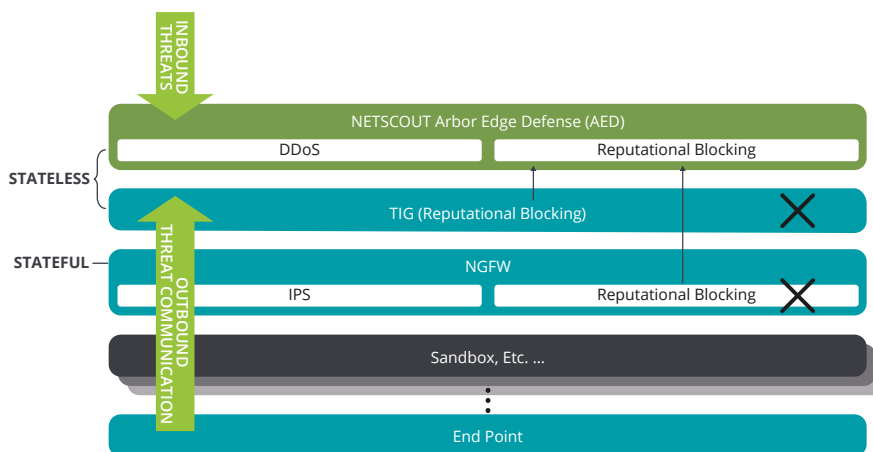 INBOUND
THREATS
NETSCOUT Arbor Edge Defense (AED)
DDoS
Reputational Blocking
STATELESS
TIG (Reputational Blocking)
STATEFUL
NGFW
IPS
Reputational Blocking
OUTBOUND
THREAT COMMUNICATION
Sandbox, Etc. ...
End Point